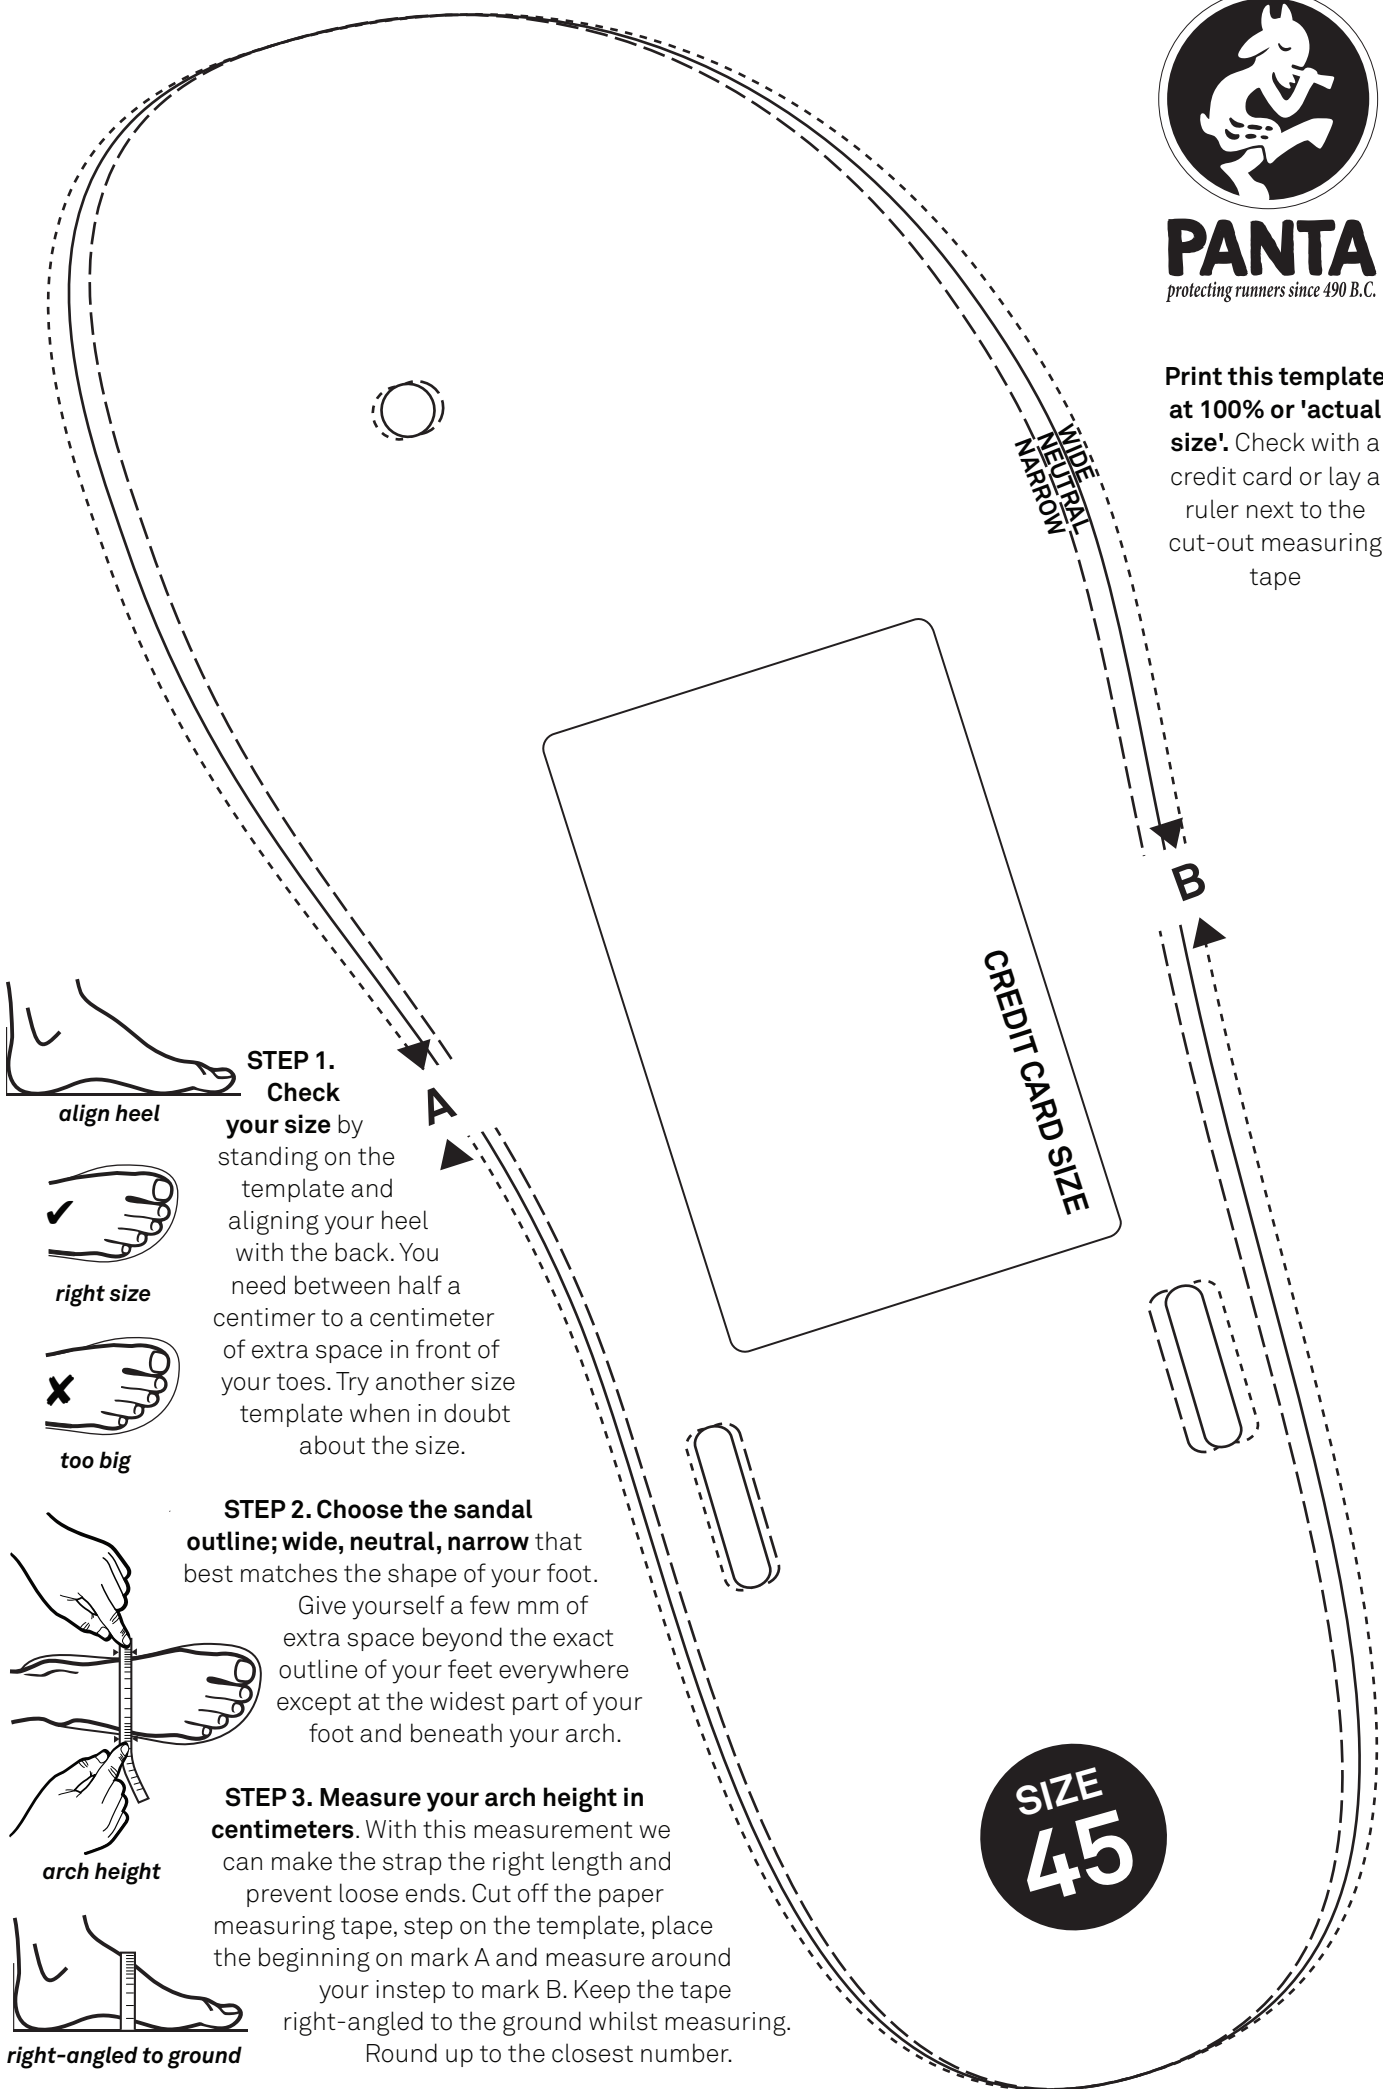 PANTA
protecting runners since 490 B.C.
Print this template
at 100% or 'actual
size'. Check with a
credit card or lay a
ruler next to the
cut-out measuring
tape
WIDE
NEUTRAL
NARROW
B
CREDIT CARD SIZE
A
align heel
right size
too big
STEP 1.
Check
your size by
standing on the
template and
aligning your heel
with the back. You
need between half a
centimer to a centimeter
of extra space in front of
your toes. Try another size
template when in doubt
about the size.
STEP 2. Choose the sandal
outline; wide, neutral, narrow that
best matches the shape of your foot.
Give yourself a few mm of
extra space beyond the exact
outline of your feet everywhere
except at the widest part of your
foot and beneath your arch.
arch height
STEP 3. Measure your arch height in
centimeters. With this measurement we
can make the strap the right length and
prevent loose ends. Cut off the paper
measuring tape, step on the template, place
the beginning on mark A and measure around
your instep to mark B. Keep the tape
right-angled to the ground whilst measuring.
Round up to the closest number.
right-angled to ground
SIZE
45